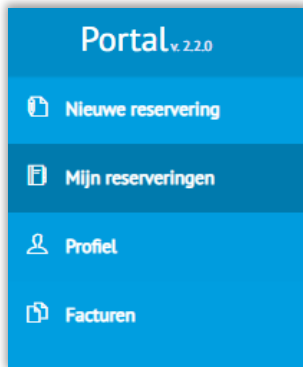 Portal v. 2.2.0
Nieuwe reservering
Mijn reserveringen
Profiel
Facturen